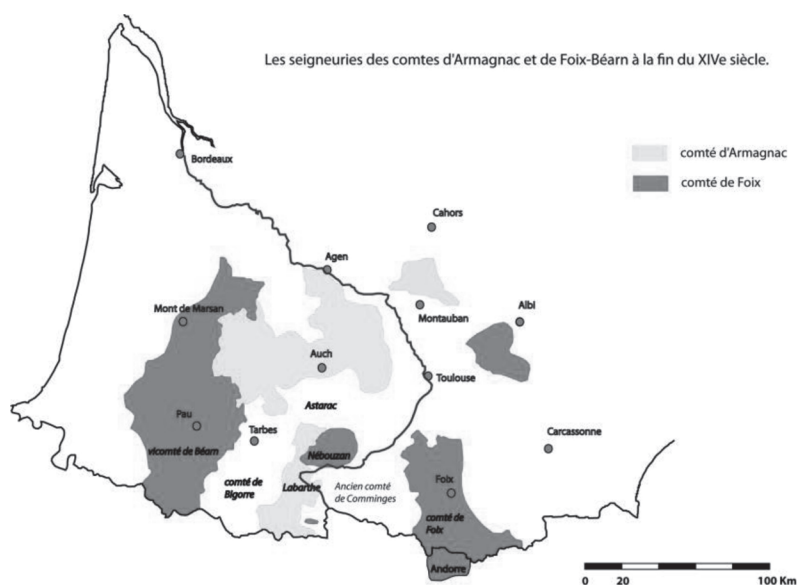 Les seigneuries des comtes d'Armagnac et de Foix-Béarn à la fin du XIVe siècle.
comté d'Armagnac
comté de Foix
Bordeaux
Cahors
Agen
Mont de Marsan
Montauban
Albi
Auch
Toulouse
Astarac
Pau
Tarbes
Carcassonne
vicomté de Béarn
Nébouzan
comté de
Bigorre
Labarthe
Ancien comté
de Comminges
Foix
comté de
Foix
Andorre
0 20 100 Km